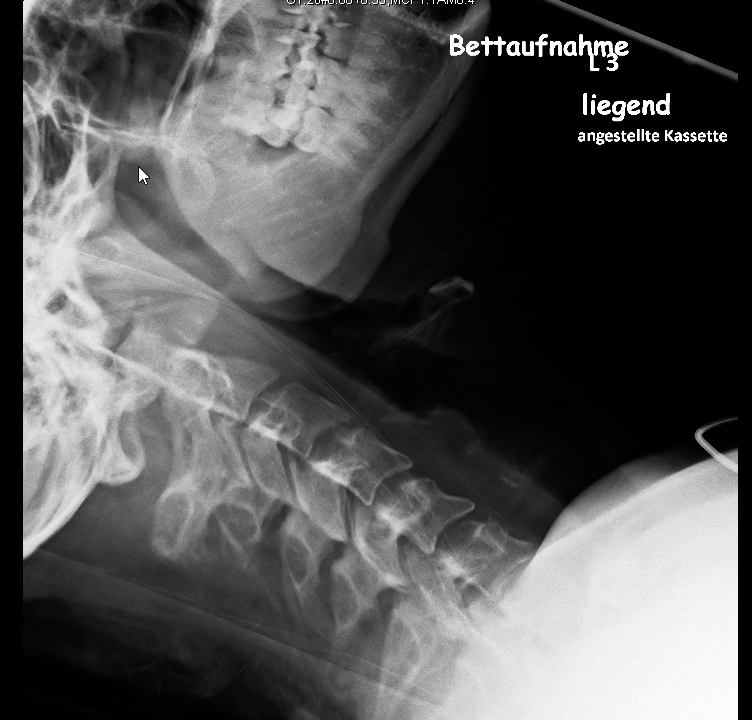 Bettaufnahme
L 3
liegend
angestellte Kassette